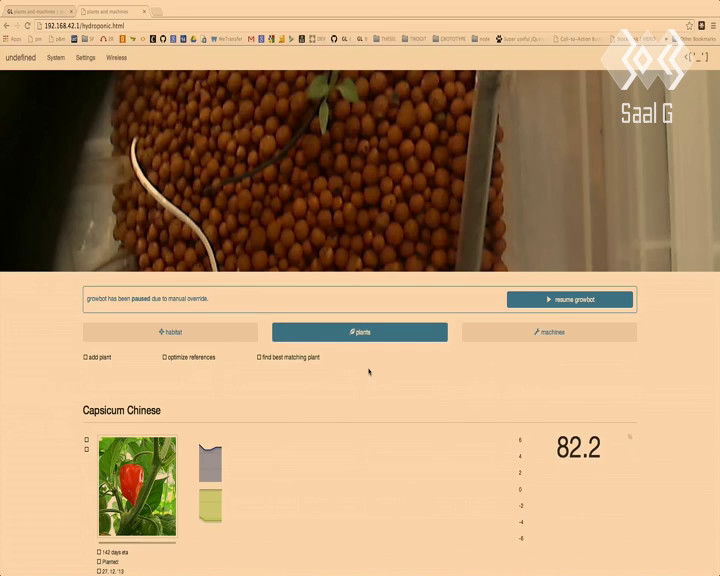 GL plants and machines
plants and machines
192.168.42.1/hydroponic.html
Apps
WeTransfer
Other Bookmarks
undefined
System
Settings
Wireless
Saal G
growbot has been paused due to manual override.
resume growbot
habitat
plants
machines
add plant
optimize references
find best matching plant
Capsicum Chinese
6
4
2
0
-2
-4
-6
82.2
142 days eta
Planted:
27. 12. '13